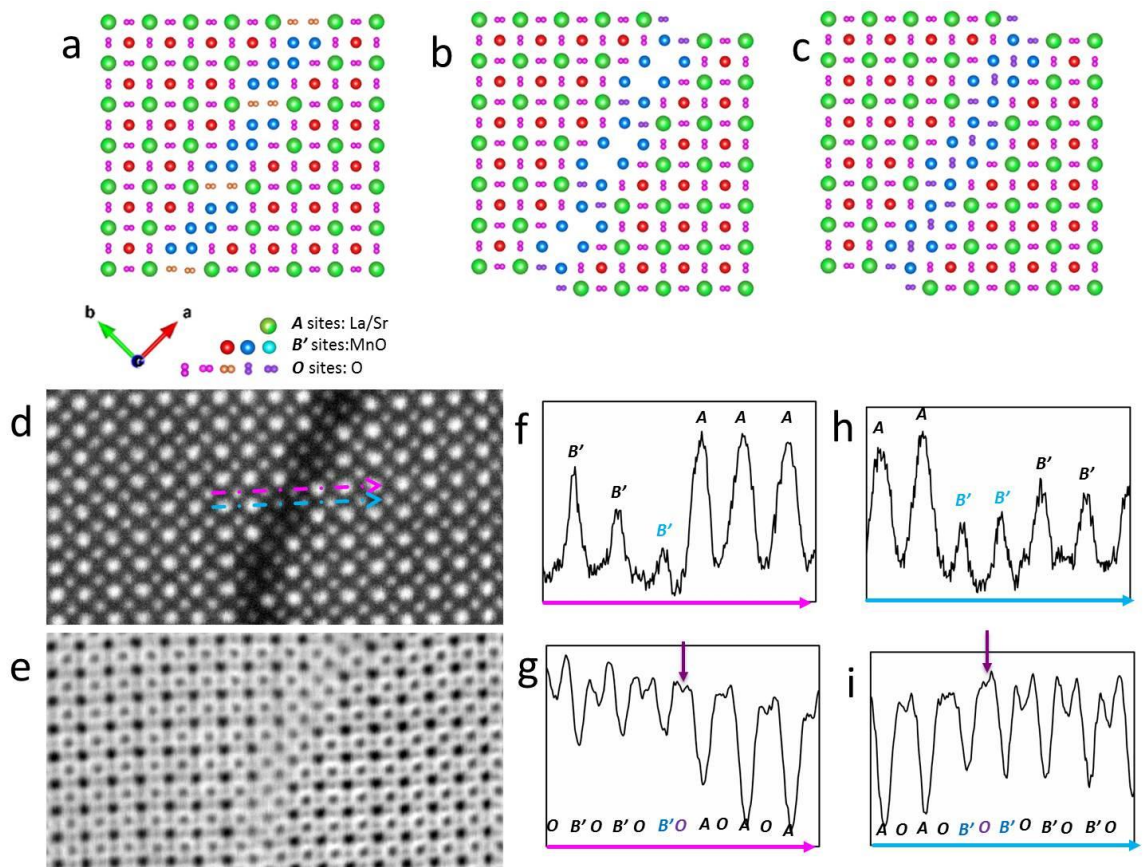 a
b
c
b a
c
A sites: La/Sr
B' sites:MnO
O sites: O
d
e
f
B' B' B' A A A
h
A A B' B' B' B'
g
O B' O B' O B' O A O A O A
i
A O A O B' O B' O B' O B' O